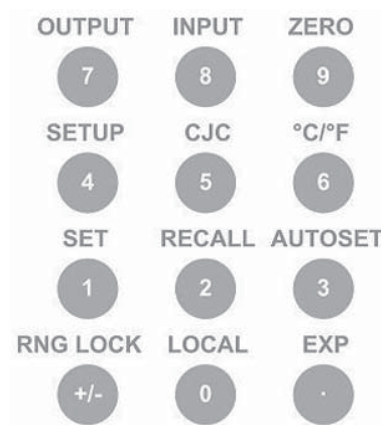 OUTPUT INPUT ZERO
7 8 9
SETUP CJC °C/°F
4 5 6
SET RECALL AUTOSET
1 2 3
RNG LOCK LOCAL EXP
+/- 0 ·